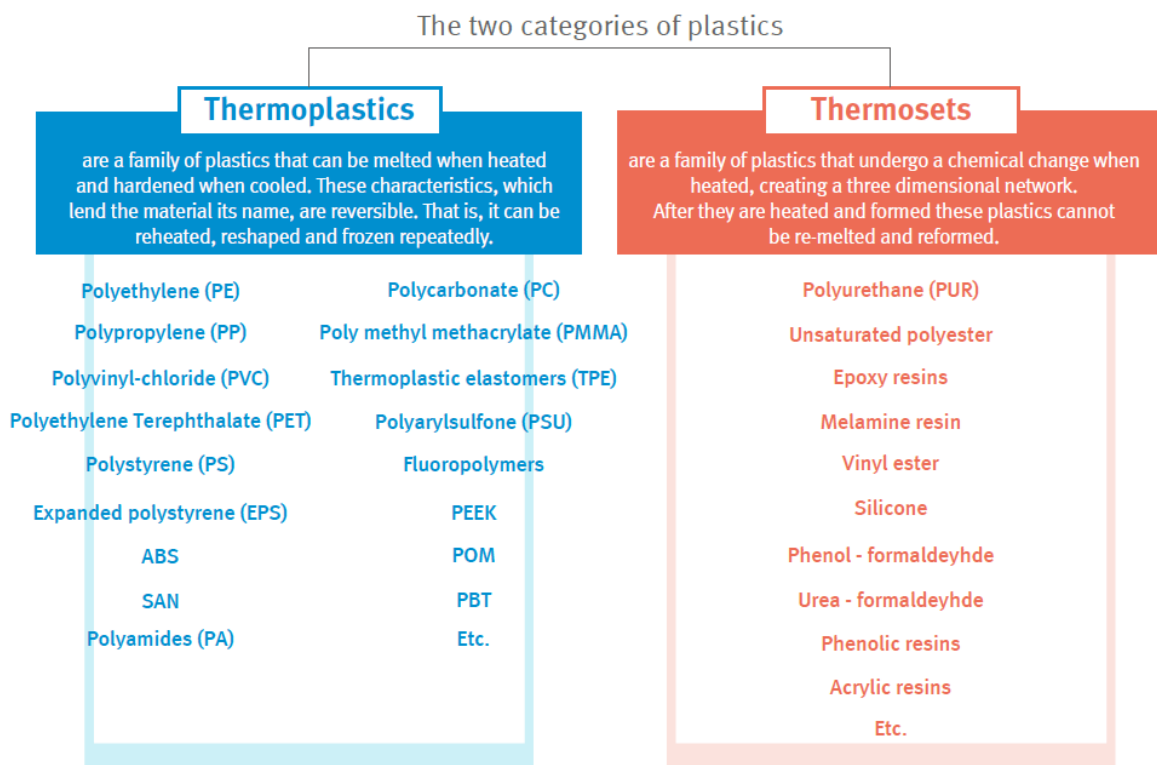 The two categories of plastics
Thermoplastics
are a family of plastics that can be melted when heated
and hardened when cooled. These characteristics, which
lend the material its name, are reversible. That is, it can be
reheated, reshaped and frozen repeatedly.
Polyethylene (PE)
Polypropylene (PP)
Polyvinyl-chloride (PVC)
Polyethylene Terephthalate (PET)
Polystyrene (PS)
Expanded polystyrene (EPS)
ABS
SAN
Polyamides (PA)
Polycarbonate (PC)
Poly methyl methacrylate (PMMA)
Thermoplastic elastomers (TPE)
Polyarylsulfone (PSU)
Fluoropolymers
PEEK
POM
PBT
Etc.
Thermosets
are a family of plastics that undergo a chemical change when
heated, creating a three dimensional network.
After they are heated and formed these plastics cannot
be re-melted and reformed.
Polyurethane (PUR)
Unsaturated polyester
Epoxy resins
Melamine resin
Vinyl ester
Silicone
Phenol - formaldeyhde
Urea - formaldeyhde
Phenolic resins
Acrylic resins
Etc.